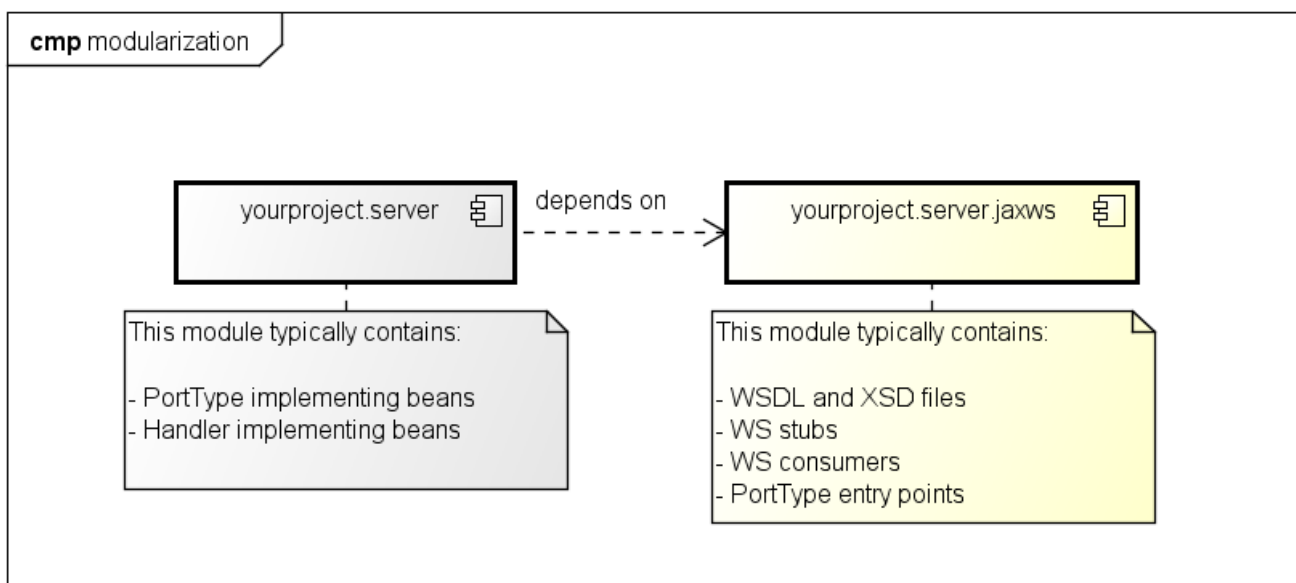 cmp modularization
yourproject.server
depends on
yourproject.server.jaxws
This module typically contains:
- PortType implementing beans
- Handler implementing beans
This module typically contains:
- WSDL and XSD files
- WS stubs
- WS consumers
- PortType entry points